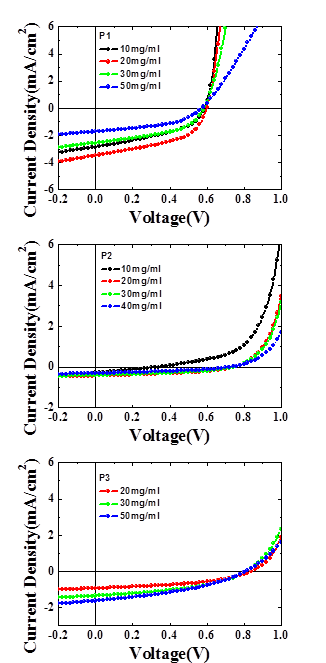 6
P1
10mg/ml
20mg/ml
30mg/ml
50mg/ml
4
2
0
-2
-4
-6
-0.2 0.0 0.2 0.4 0.6 0.8 1.0
Voltage(V)
Current Density(mA/cm²)
6
P2
10mg/ml
20mg/ml
30mg/ml
40mg/ml
4
2
0
-2
-0.2 0.0 0.2 0.4 0.6 0.8 1.0
Voltage(V)
Current Density(mA/cm²)
6
P3
20mg/ml
30mg/ml
50mg/ml
4
2
0
-2
-0.2 0.0 0.2 0.4 0.6 0.8 1.0
Voltage(V)
Current Density(mA/cm²)